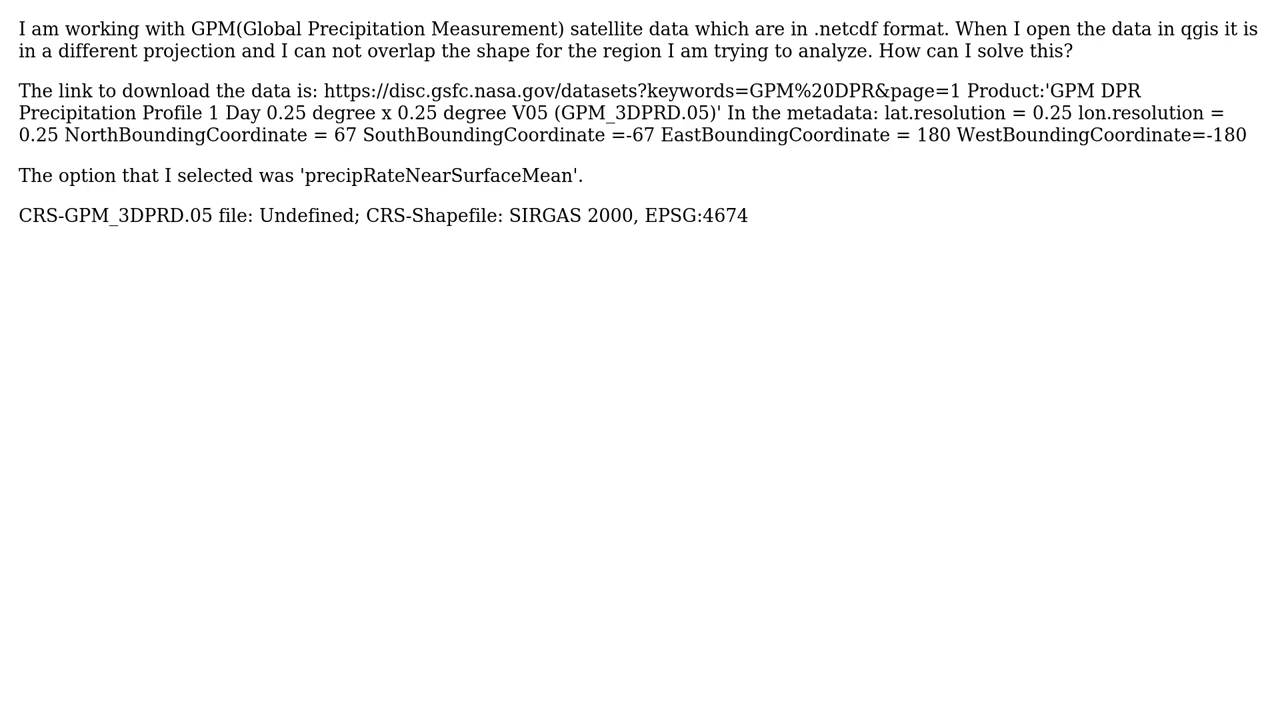 I am working with GPM(Global Precipitation Measurement) satellite data which are in .netcdf format. When I open the data in qgis it is
in a different projection and I can not overlap the shape for the region I am trying to analyze. How can I solve this?
The link to download the data is: https://disc.gsfc.nasa.gov/datasets?keywords=GPM%20DPR&page=1 Product:'GPM DPR
Precipitation Profile 1 Day 0.25 degree x 0.25 degree V05 (GPM_3DPRD.05)' In the metadata: lat.resolution = 0.25 lon.resolution =
0.25 NorthBoundingCoordinate = 67 SouthBoundingCoordinate =-67 EastBoundingCoordinate = 180 WestBoundingCoordinate=-180
The option that I selected was 'precipRateNearSurfaceMean'.
CRS-GPM_3DPRD.05 file: Undefined; CRS-Shapefile: SIRGAS 2000, EPSG:4674